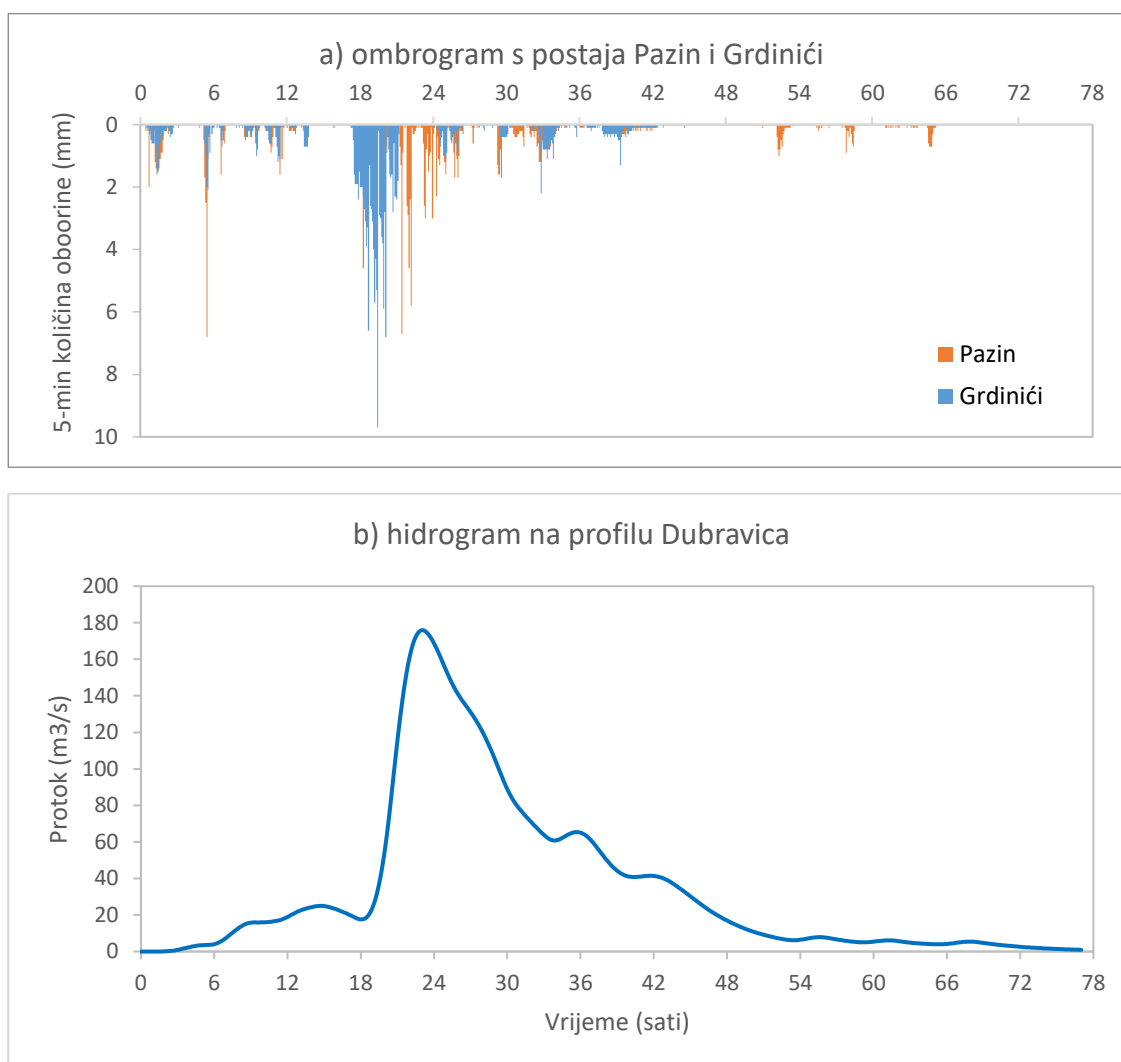 a) ombrogram s postaja Pazin i Grdinići
0 6 12 18 24 30 36 42 48 54 60 66 72 78
5-min količina oboorine (mm)
0
2
4
6
8
10
Pazin
Grdinići
b) hidrogram na profilu Dubravica
Protok (m3/s)
200
180
160
140
120
100
80
60
40
20
0
0 6 12 18 24 30 36 42 48 54 60 66 72 78
Vrijeme (sati)